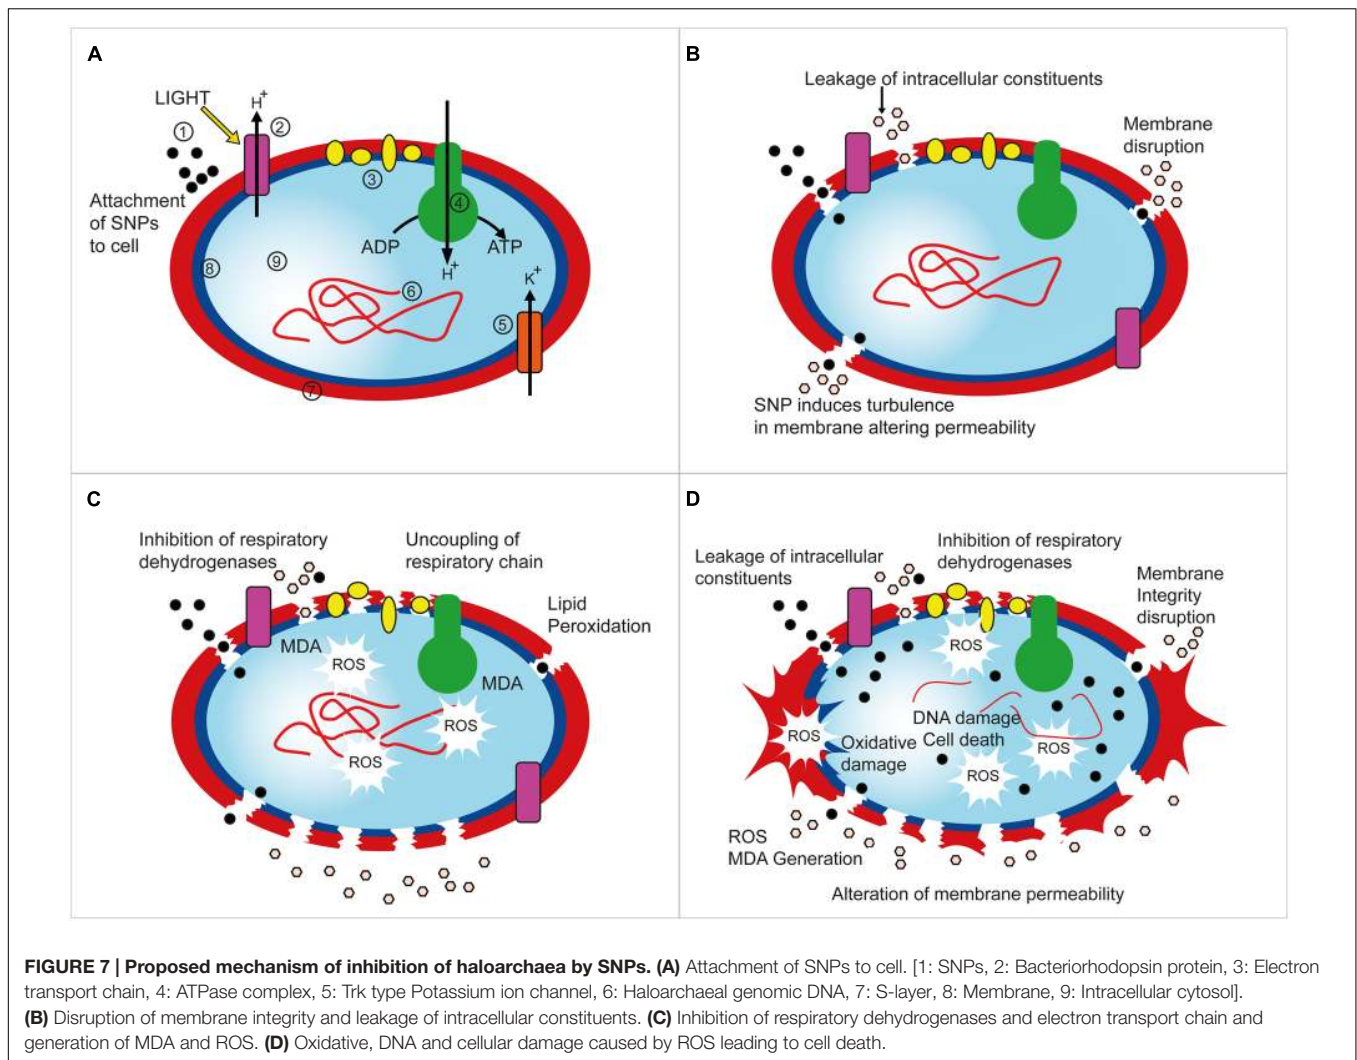 A
LIGHT
H+
1
2
3
Attachment
of SNPs
to cell
4
ADP
ATP
H+
K+
8
9
6
5
7
B
Leakage of intracellular constituents
Membrane
disruption
SNP induces turbulence
in membrane altering permeability
C
Inhibition of respiratory
dehydrogenases
Uncoupling of
respiratory chain
Lipid
Peroxidation
MDA
ROS
MDA
ROS
ROS
D
Leakage of intracellular
constituents
Inhibition of respiratory
dehydrogenases
Membrane
Integrity
disruption
ROS
DNA damage
Cell death
ROS
Oxidative
damage
ROS
ROS
ROS
MDA Generation
Alteration of membrane permeability
FIGURE 7 | Proposed mechanism of inhibition of haloarchaea by SNPs. (A) Attachment of SNPs to cell. [1: SNPs, 2: Bacteriorhodopsin protein, 3: Electron
transport chain, 4: ATPase complex, 5: Trk type Potassium ion channel, 6: Haloarchaeal genomic DNA, 7: S-layer, 8: Membrane, 9: Intracellular cytosol].
(B) Disruption of membrane integrity and leakage of intracellular constituents. (C) Inhibition of respiratory dehydrogenases and electron transport chain and
generation of MDA and ROS. (D) Oxidative, DNA and cellular damage caused by ROS leading to cell death.